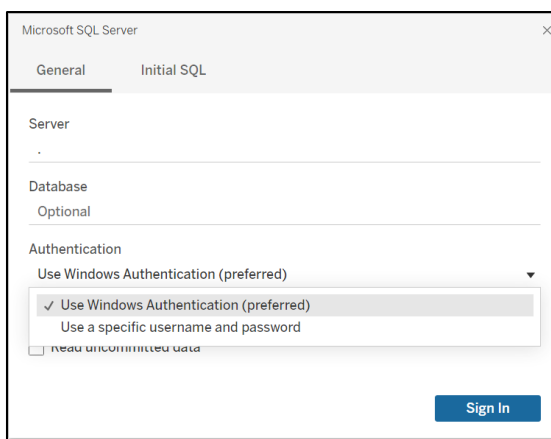 Microsoft SQL Server
General Initial SQL
Server
.
Database
Optional
Authentication
Use Windows Authentication (preferred)
✓ Use Windows Authentication (preferred)
Use a specific username and password
Read uncommitted data
Sign In